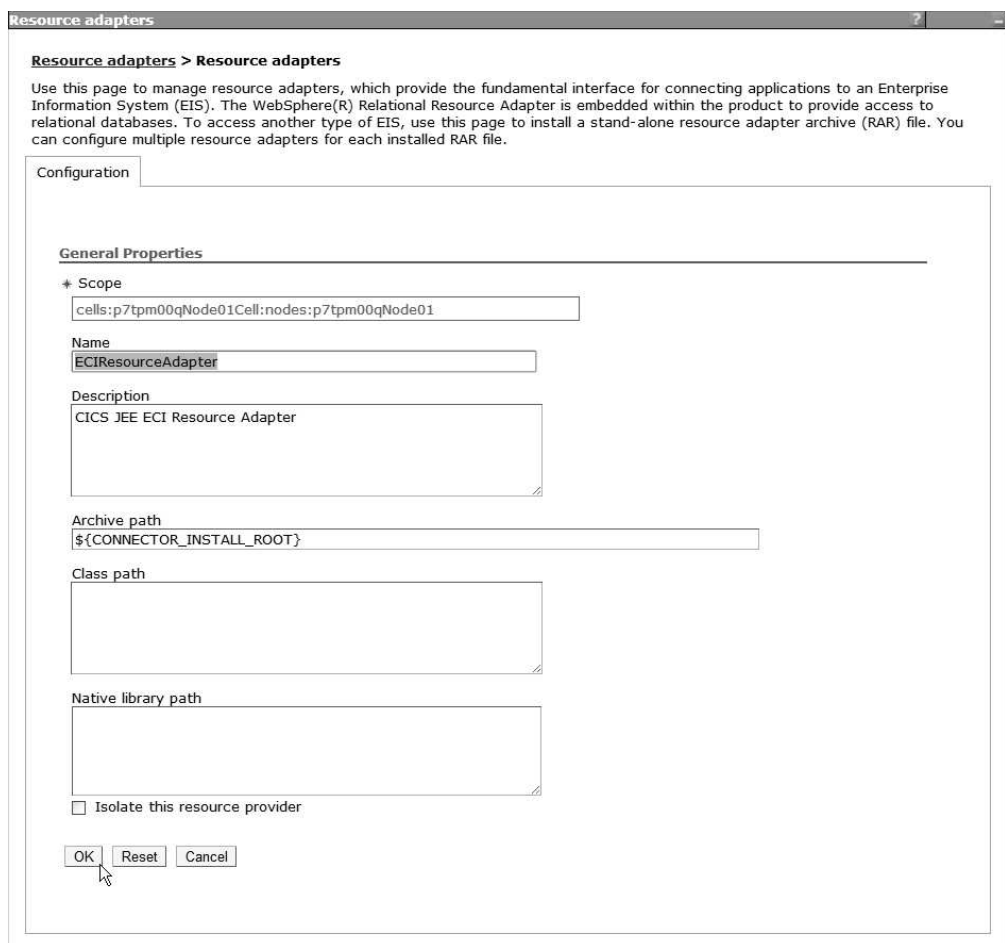 Resource adapters ? –
Resource adapters > Resource adapters
Use this page to manage resource adapters, which provide the fundamental interface for connecting applications to an Enterprise
Information System (EIS). The WebSphere(R) Relational Resource Adapter is embedded within the product to provide access to
relational databases. To access another type of EIS, use this page to install a stand-alone resource adapter archive (RAR) file. You
can configure multiple resource adapters for each installed RAR file.
Configuration
General Properties
* Scope
cells:p7tpm00qNode01Cell:nodes:p7tpm00qNode01
Name
ECIResourceAdapter
Description
CICS JEE ECI Resource Adapter
Archive path
${CONNECTOR_INSTALL_ROOT}
Class path
Native library path
Isolate this resource provider
OK Reset Cancel